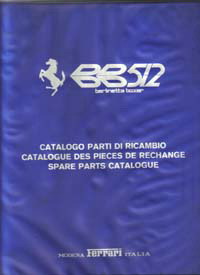 BB512
berlinetta boxer
CATALOGO PARTI DI RICAMBIO
CATALOGUE DES PIECES DE RECHANGE
SPARE PARTS CATALOGUE
MODENA Ferrari ITALIA